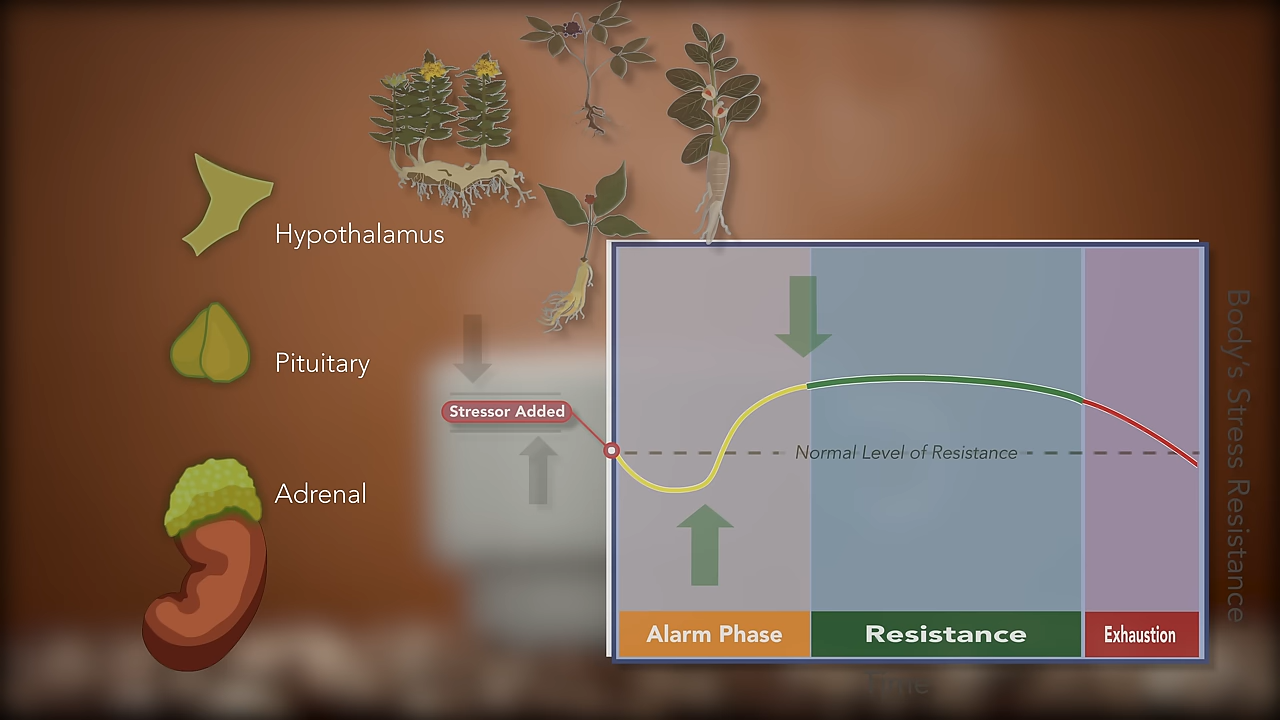 Hypothalamus
Pituitary
Adrenal
Stressor Added
Normal Level of Resistance
Alarm Phase
Resistance
Exhaustion
Body's Stress Resistance
Time